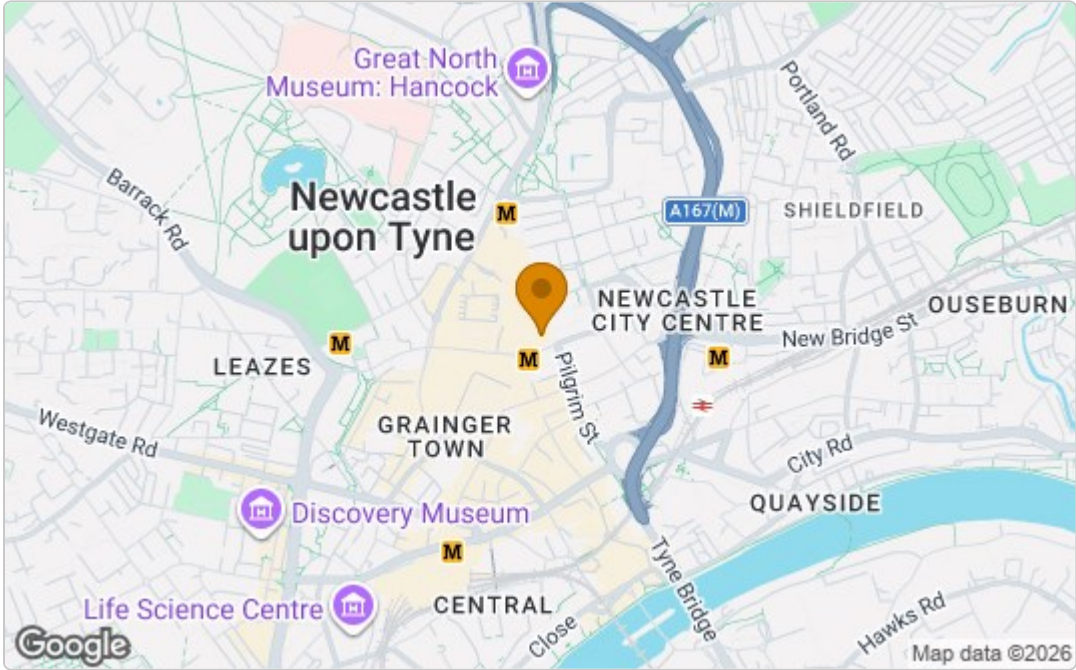 Great North
Museum: Hancock
Portland Rd
Barrack Rd
Newcastle
upon Tyne
M
A167(M)
SHIELDFIELD
NEWCASTLE
CITY CENTRE
OUSEBURN
New Bridge St
M
M
M
LEAZES
Pilgrim St
Westgate Rd
GRAINGER
TOWN
City Rd
QUAYSIDE
Discovery Museum
M
Tyne Bridge
Life Science Centre
CENTRAL
Close
Hawks Rd
Google
Map data ©2026